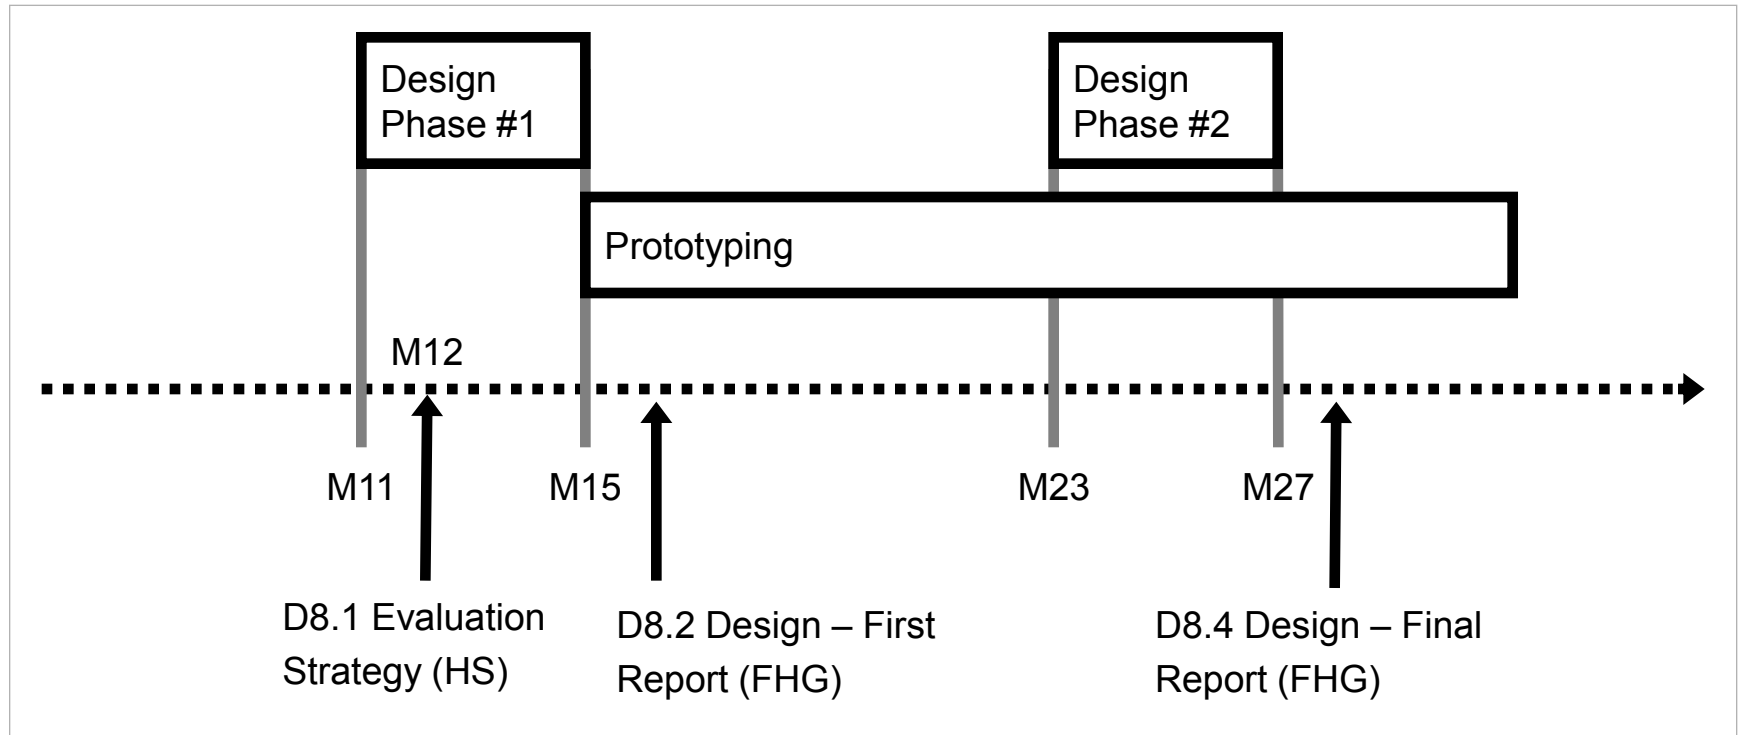 Design
Phase #1
Design
Phase #2
Prototyping
M12
M11
M15
M23
M27
D8.1 Evaluation
Strategy (HS)
D8.2 Design – First
Report (FHG)
D8.4 Design – Final
Report (FHG)